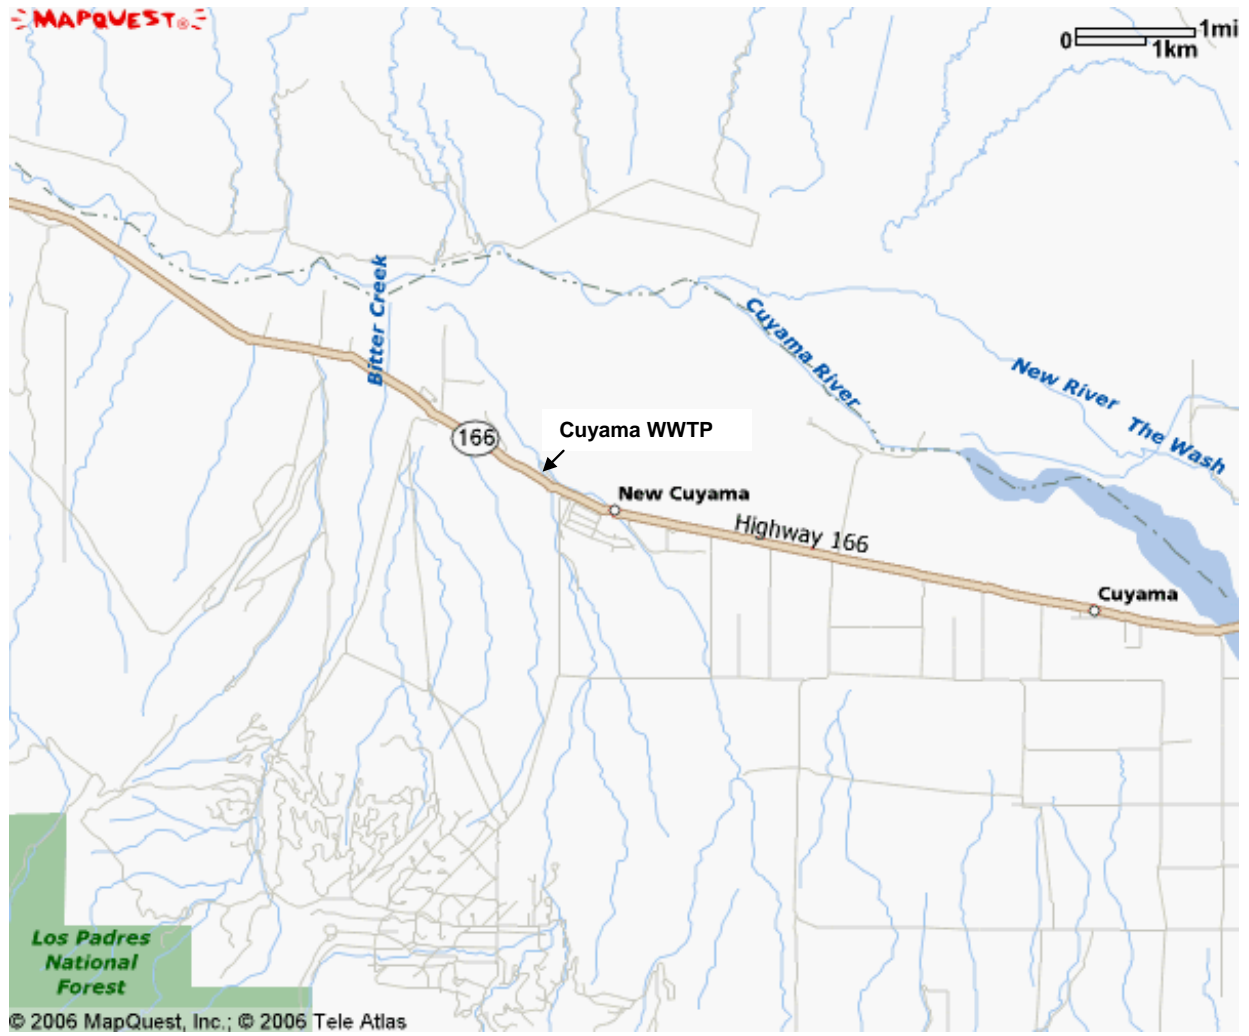 MAPQUEST®
1mi
0
1km
Bitter Creek
Cuyama River
New River
The Wash
Cuyama WWTP
166
New Cuyama
Highway 166
Cuyama
Los Padres
National
Forest
© 2006 MapQuest, Inc.; © 2006 Tele Atlas